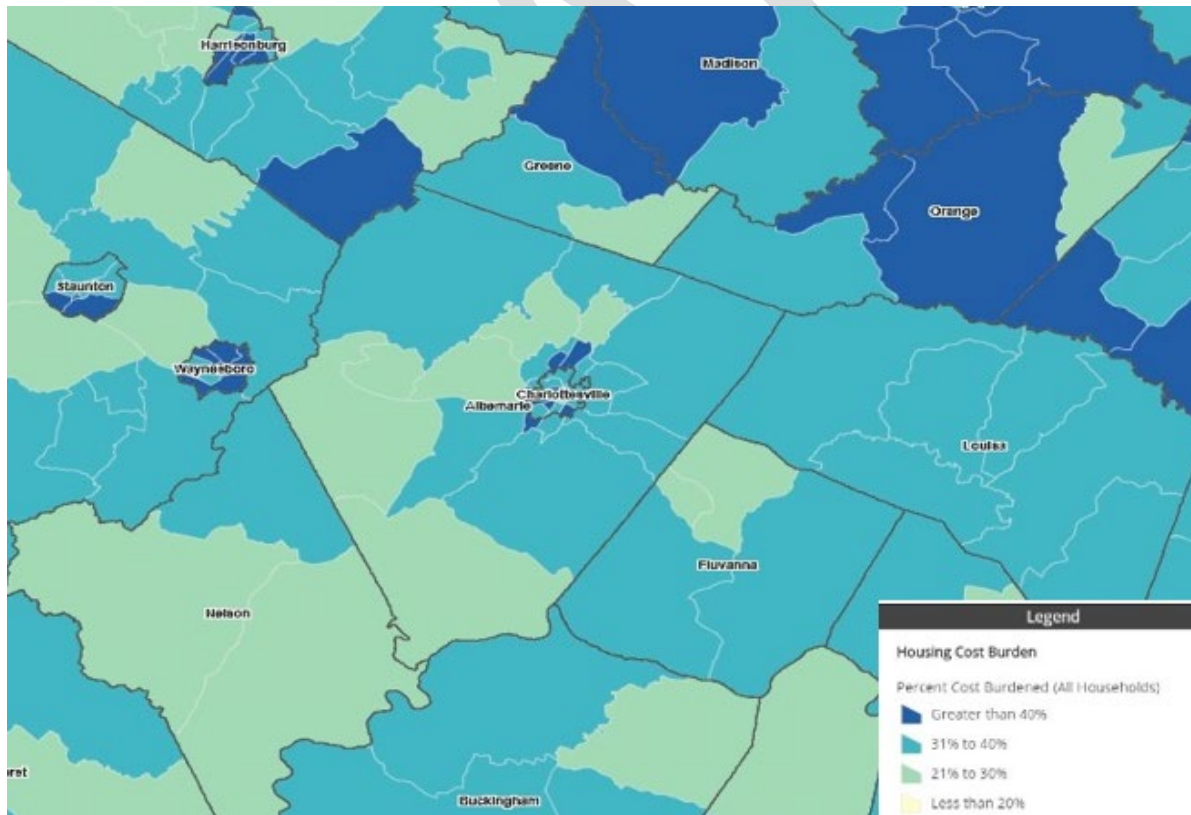 Harrisonburg
Madison
Greene
Orange
Staunton
Waynesboro
Charlottesville
Albemarle
Louisa
Fluvanna
Nelson
Buckingham
rst
Legend
Housing Cost Burden
Percent Cost Burdened (All Households)
Greater than 40%
31% to 40%
21% to 30%
Less than 20%